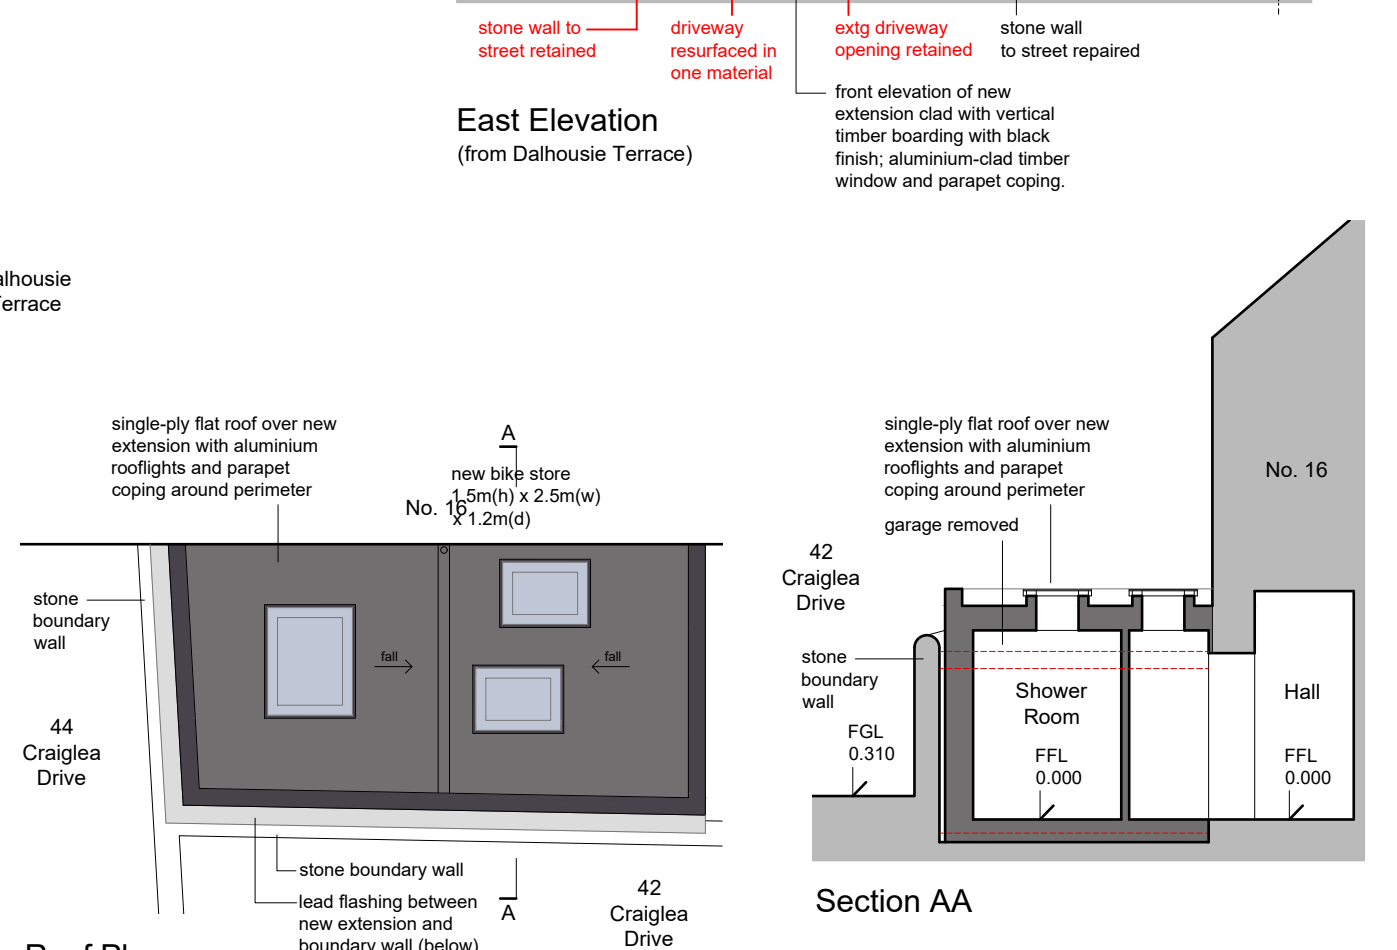 stone wall to
street retained
driveway
resurfaced in
one material
extg driveway
opening retained
stone wall
to street repaired
front elevation of new
extension clad with vertical
timber boarding with black
finish; aluminium-clad timber
window and parapet coping.
East Elevation
(from Dalhousie Terrace)
alhousie
Terrace
single-ply flat roof over new
extension with aluminium
rooflights and parapet
coping around perimeter
A
new bike store
1.5m(h) x 2.5m(w)
x 1.2m(d)
No. 16
stone
boundary
wall
fall
fall
44
Craiglea
Drive
stone boundary wall
lead flashing between
new extension and
boundary wall (below)
A
42
Craiglea
Drive
single-ply flat roof over new
extension with aluminium
rooflights and parapet
coping around perimeter
garage removed
No. 16
42
Craiglea
Drive
stone
boundary
wall
FGL
0.310
Shower
Room
FFL
0.000
Hall
FFL
0.000
Section AA